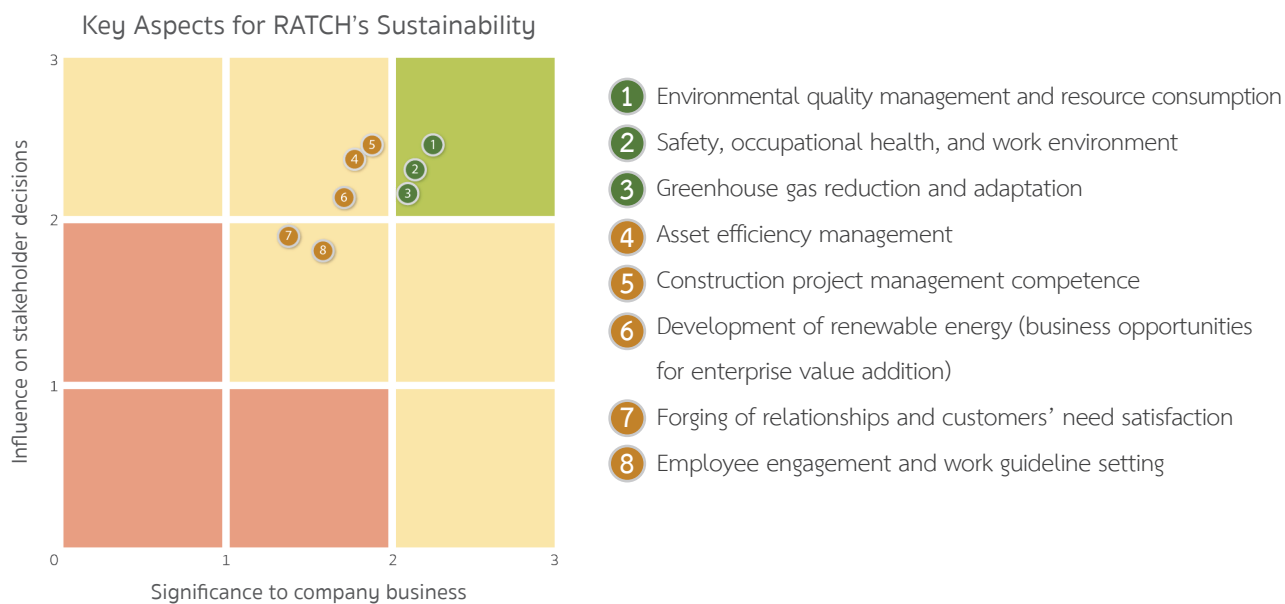 Key Aspects for RATCH's Sustainability
3
2
1
0
1
2
3
Influence on stakeholder decisions
Significance to company business
5
1
4
2
3
6
7
8
1 Environmental quality management and resource consumption
2 Safety, occupational health, and work environment
3 Greenhouse gas reduction and adaptation
4 Asset efficiency management
5 Construction project management competence
6 Development of renewable energy (business opportunities
for enterprise value addition)
7 Forging of relationships and customers' need satisfaction
8 Employee engagement and work guideline setting